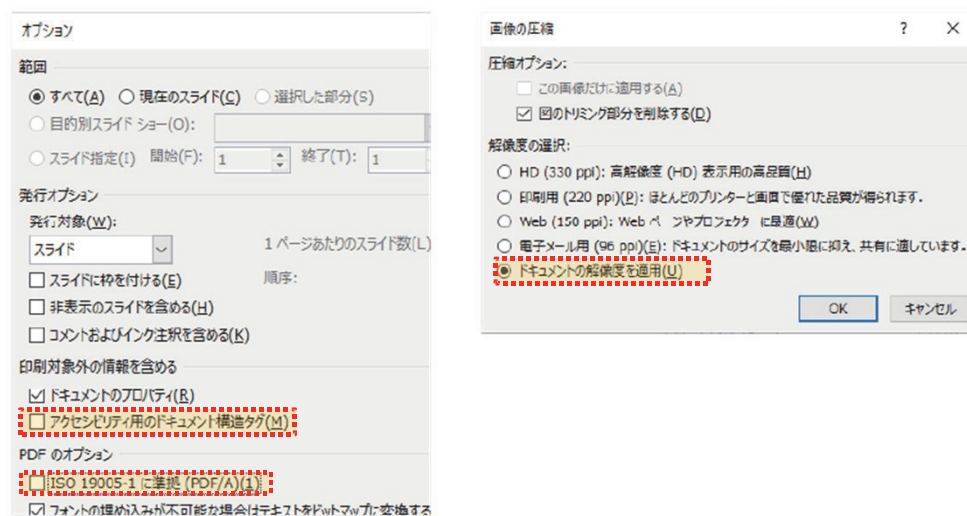 オプション
範囲
すべて(A) 現在のスライド(C) 選択した部分(S)
目的別スライド ショー(O):
スライド指定(I) 開始(F): 1 終了(T): 1
発行オプション
発行対象(W):
スライド
1 ページあたりのスライド数(L)
スライドに枠を付ける(E)
順序:
非表示のスライドを含める(H)
コメントおよびインク注釈を含める(K)
印刷対象外の情報を含める
ドキュメントのプロパティ(R)
アクセシビリティ用のドキュメント構造タグ(M)
PDF のオプション
ISO 19005-1 に準拠 (PDF/A)(1)
フォントの埋め込みが不可能な場合はテキストをビットマップに変換する
画像の圧縮
? ×
圧縮オプション:
この画像だけに適用する(A)
図のトリミング部分を削除する(D)
解像度の選択:
HD (330 ppi): 高解像度 (HD) 表示用の高品質(H)
印刷用 (220 ppi)(P): ほとんどのプリンターと画面で優れた品質が得られます.
Web (150 ppi): Web ページやプロジェクタ に最適(W)
電子メール用 (96 ppi)(E): ドキュメントのサイズを最小限に抑え、共有に適しています.
ドキュメントの解像度を適用(U)
OK キャンセル